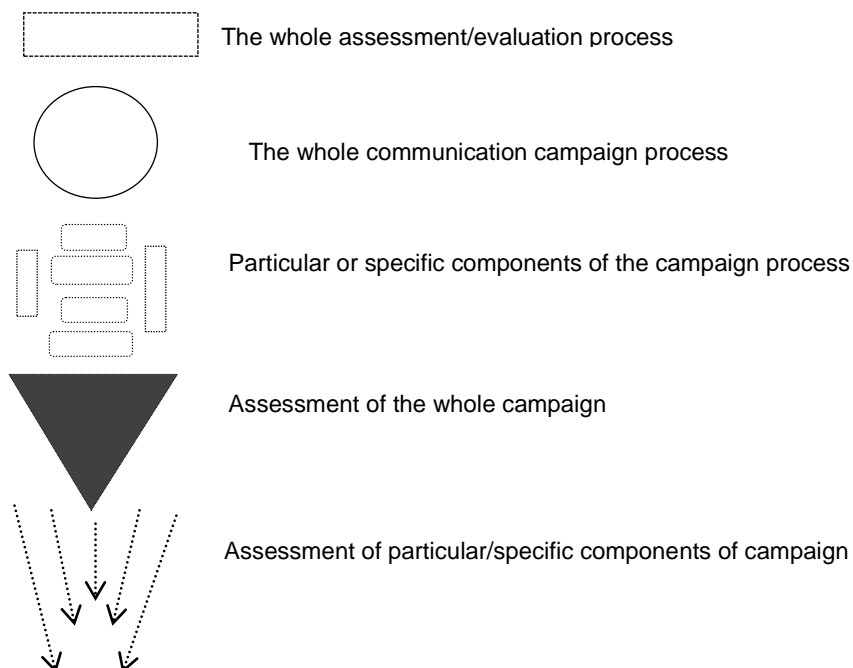 The whole assessment/evaluation process
The whole communication campaign process
Particular or specific components of the campaign process
Assessment of the whole campaign
Assessment of particular/specific components of campaign